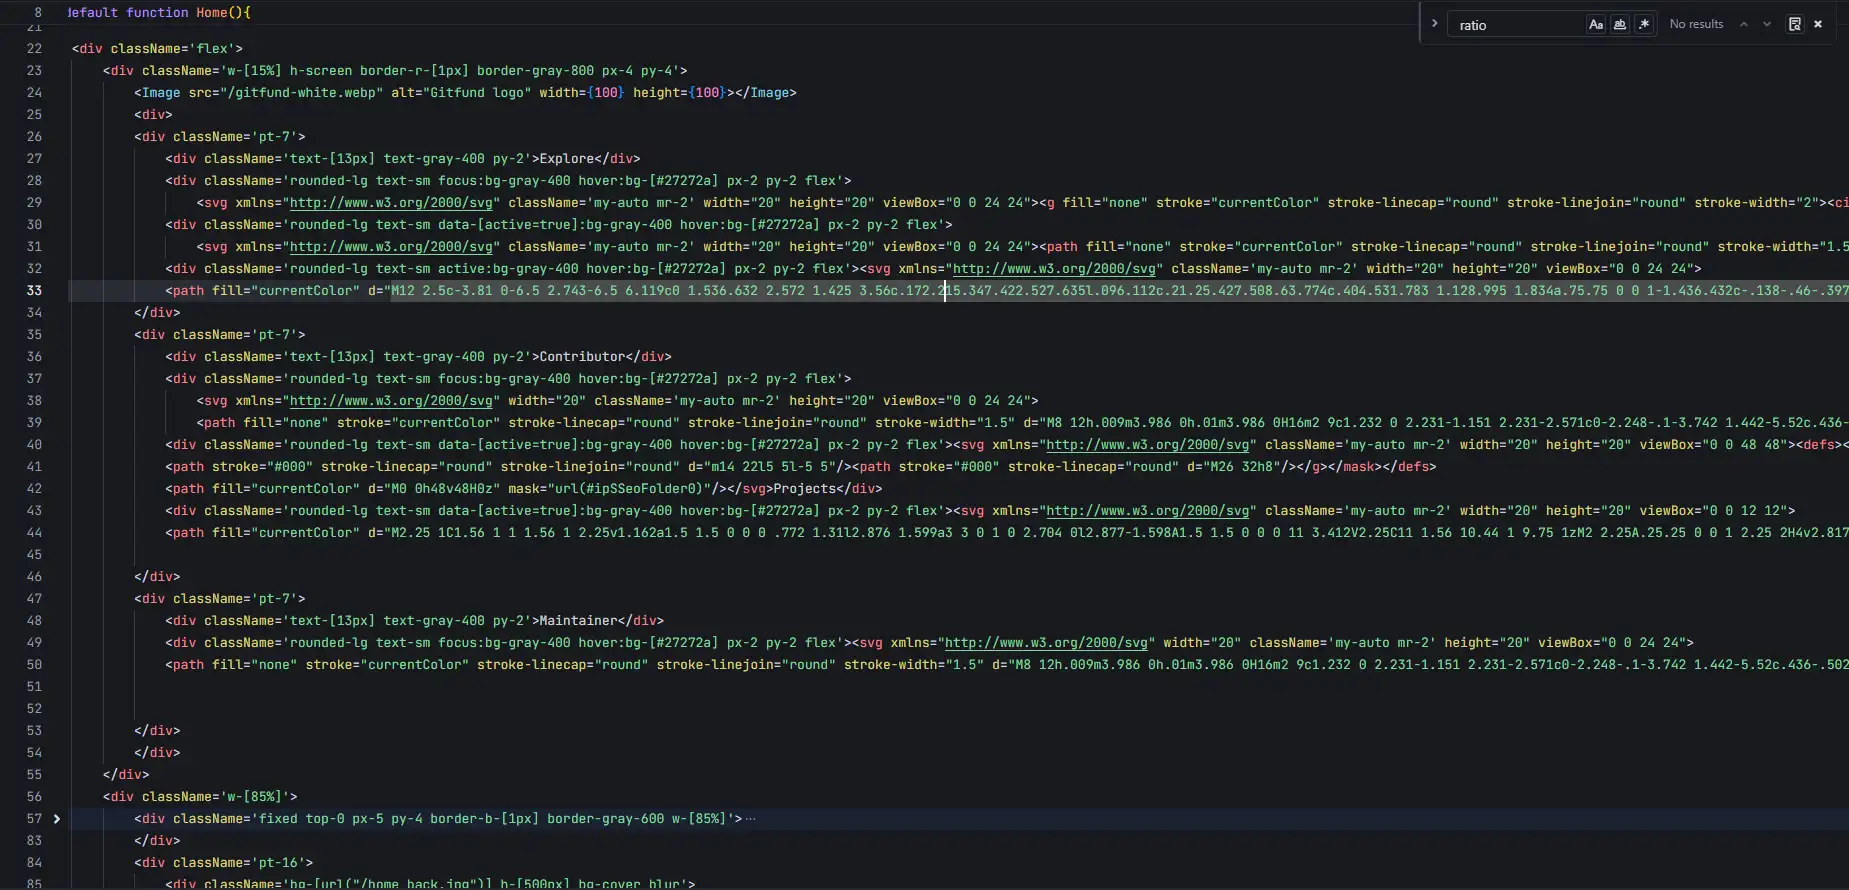 8 default function Home(){
ratio Aa ab .* No results
21
22 <div className='flex'>
23 <div className='w-[15%] h-screen border-r-[1px] border-gray-800 px-4 py-4'>
24 <Image src="/gitfund-white.webp" alt="Gitfund logo" width={100} height={100}></Image>
25 <div>
26 <div className='pt-7'>
27 <div className='text-[13px] text-gray-400 py-2'>Explore</div>
28 <div className='rounded-lg text-sm focus:bg-gray-400 hover:bg-[#27272a] px-2 py-2 flex'>
29 <svg xmlns="http://www.w3.org/2000/svg" className='my-auto mr-2' width="20" height="20" viewBox="0 0 24 24"><g fill="none" stroke="currentColor" stroke-linecap="round" stroke-linejoin="round" stroke-width="2"><ci
30 <div className='rounded-lg text-sm data-[active=true]:bg-gray-400 hover:bg-[#27272a] px-2 py-2 flex'>
31 <svg xmlns="http://www.w3.org/2000/svg" className='my-auto mr-2' width="20" height="20" viewBox="0 0 24 24"><path fill="none" stroke="currentColor" stroke-linecap="round" stroke-linejoin="round" stroke-width="1.5
32 <div className='rounded-lg text-sm active:bg-gray-400 hover:bg-[#27272a] px-2 py-2 flex'><svg xmlns="http://www.w3.org/2000/svg" className='my-auto mr-2' width="20" height="20" viewBox="0 0 24 24">
33 <path fill="currentColor" d="M12 2.5c-3.81 0-6.5 2.743-6.5 6.119c0 1.536.632 2.572 1.425 3.56c.172.215.347.422.527.635l.096.112c.21.25.427.508.63.774c.404.531.783 1.128.995 1.834a.75.75 0 0 1-1.436.432c-.138-.46-.397
34 </div>
35 <div className='pt-7'>
36 <div className='text-[13px] text-gray-400 py-2'>Contributor</div>
37 <div className='rounded-lg text-sm focus:bg-gray-400 hover:bg-[#27272a] px-2 py-2 flex'>
38 <svg xmlns="http://www.w3.org/2000/svg" width="20" className='my-auto mr-2' height="20" viewBox="0 0 24 24">
39 <path fill="none" stroke="currentColor" stroke-linecap="round" stroke-linejoin="round" stroke-width="1.5" d="M8 12h.009m3.986 0h.01m3.986 0H16m2 9c1.232 0 2.231-1.151 2.231-2.571c0-2.248-.1-3.742 1.442-5.52c.436-
40 <div className='rounded-lg text-sm data-[active=true]:bg-gray-400 hover:bg-[#27272a] px-2 py-2 flex'><svg xmlns="http://www.w3.org/2000/svg" className='my-auto mr-2' width="20" height="20" viewBox="0 0 48 48"><defs><
41 <path stroke="#000" stroke-linecap="round" stroke-linejoin="round" d="m14 22l5 5l-5 5"/><path stroke="#000" stroke-linecap="round" d="M26 32h8"/></g></mask></defs>
42 <path fill="currentColor" d="M0 0h48v48H0z" mask="url(#ipSSeoFolder0)"/></svg>Projects</div>
43 <div className='rounded-lg text-sm data-[active=true]:bg-gray-400 hover:bg-[#27272a] px-2 py-2 flex'><svg xmlns="http://www.w3.org/2000/svg" className='my-auto mr-2' width="20" height="20" viewBox="0 0 12 12">
44 <path fill="currentColor" d="M2.25 1C1.56 1 1 1.56 1 2.25v1.162a1.5 1.5 0 0 0 .772 1.31l2.876 1.599a3 3 0 1 0 2.704 0l2.877-1.598A1.5 1.5 0 0 0 11 3.412V2.25C11 1.56 10.44 1 9.75 1zM2 2.25A.25.25 0 0 1 2.25 2H4v2.817
45
46 </div>
47 <div className='pt-7'>
48 <div className='text-[13px] text-gray-400 py-2'>Maintainer</div>
49 <div className='rounded-lg text-sm focus:bg-gray-400 hover:bg-[#27272a] px-2 py-2 flex'><svg xmlns="http://www.w3.org/2000/svg" width="20" className='my-auto mr-2' height="20" viewBox="0 0 24 24">
50 <path fill="none" stroke="currentColor" stroke-linecap="round" stroke-linejoin="round" stroke-width="1.5" d="M8 12h.009m3.986 0h.01m3.986 0H16m2 9c1.232 0 2.231-1.151 2.231-2.571c0-2.248-.1-3.742 1.442-5.52c.436-.502
51
52
53 </div>
54 </div>
55 </div>
56 <div className='w-[85%]'>
57 <div className='fixed top-0 px-5 py-4 border-b-[1px] border-gray-600 w-[85%]'>···
83 </div>
84 <div className='pt-16'>
85 <div className='bg-[url("/home_back.jpg")] h-[500px] bg-cover blur'>